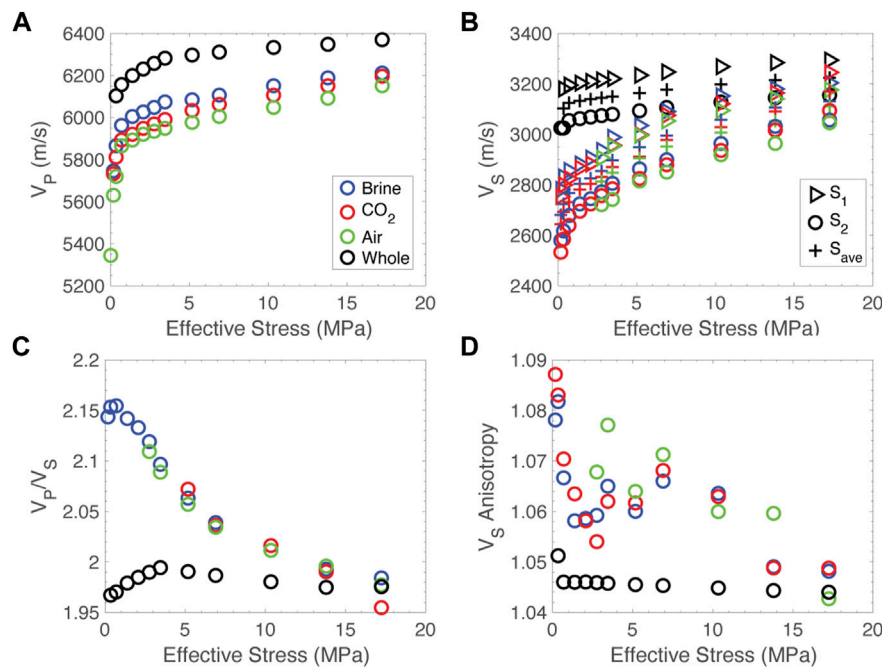 A
B
6400
6200
6000
5800
5600
5400
5200
V_P (m/s)
0
5
10
15
20
Effective Stress (MPa)
Brine
CO₂
Air
Whole
3400
3200
3000
2800
2600
2400
V_S (m/s)
0
5
10
15
20
Effective Stress (MPa)
S₁
S₂
S_ave
C
D
2.2
2.15
2.1
2.05
2
1.95
V_P/V_S
0
5
10
15
20
Effective Stress (MPa)
1.09
1.08
1.07
1.06
1.05
1.04
V_S Anisotropy
0
5
10
15
20
Effective Stress (MPa)